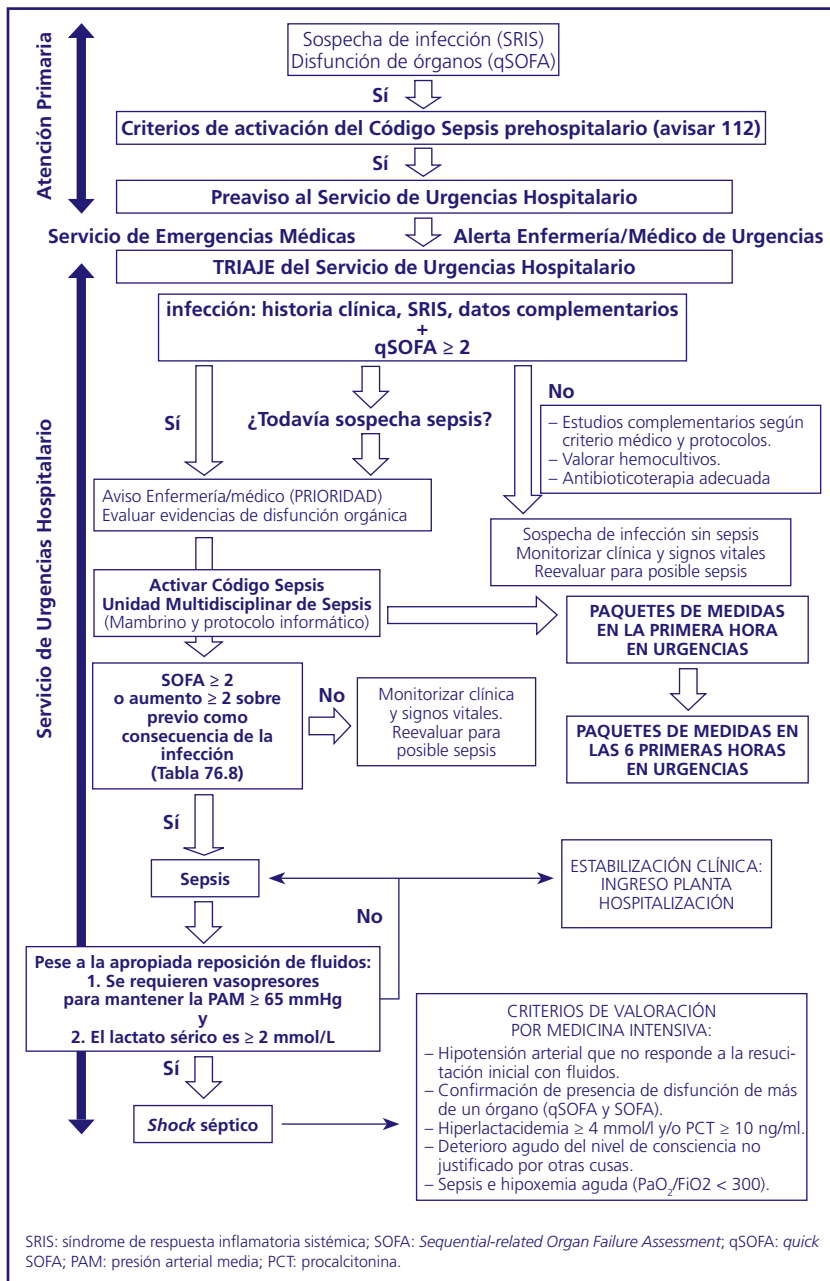 Atención Primaria
Sospecha de infección (SRIS)
Disfunción de órganos (qSOFA)
Sí
Criterios de activación del Código Sepsis prehospitalario (avisar 112)
Sí
Preaviso al Servicio de Urgencias Hospitalario
Servicio de Emergencias Médicas
Alerta Enfermería/Médico de Urgencias
Servicio de Urgencias Hospitalario
TRIAJE del Servicio de Urgencias Hospitalario
infección: historia clínica, SRIS, datos complementarios
+
qSOFA ≥ 2
Sí
¿Todavía sospecha sepsis?
No
– Estudios complementarios según
criterio médico y protocolos.
– Valorar hemocultivos.
– Antibioticoterapia adecuada
Aviso Enfermería/médico (PRIORIDAD)
Evaluar evidencias de disfunción orgánica
Sospecha de infección sin sepsis
Monitorizar clínica y signos vitales
Reevaluar para posible sepsis
Activar Código Sepsis
Unidad Multidisciplinar de Sepsis
(Mambrino y protocolo informático)
PAQUETES DE MEDIDAS
EN LA PRIMERA HORA
EN URGENCIAS
SOFA ≥ 2
o aumento ≥ 2 sobre
previo como
consecuencia de la
infección
(Tabla 76.8)
No
Monitorizar clínica
y signos vitales.
Reevaluar para
posible sepsis
PAQUETES DE MEDIDAS EN
LAS 6 PRIMERAS HORAS
EN URGENCIAS
Sí
Sepsis
ESTABILIZACIÓN CLÍNICA:
INGRESO PLANTA
HOSPITALIZACIÓN
No
Pese a la apropiada reposición de fluidos:
1. Se requieren vasopresores
para mantener la PAM ≥ 65 mmHg
y
2. El lactato sérico es ≥ 2 mmol/L
Sí
Shock séptico
CRITERIOS DE VALORACIÓN
POR MEDICINA INTENSIVA:
– Hipotensión arterial que no responde a la resuci-
tación inicial con fluidos.
– Confirmación de presencia de disfunción de más
de un órgano (qSOFA y SOFA).
– Hiperlactacidemia ≥ 4 mmol/l y/o PCT ≥ 10 ng/ml.
– Deterioro agudo del nivel de consciencia no
justificado por otras cusas.
– Sepsis e hipoxemia aguda (PaO₂/FiO2 < 300).
SRIS: síndrome de respuesta inflamatoria sistémica; SOFA: Sequential-related Organ Failure Assessment; qSOFA: quick
SOFA; PAM: presión arterial media; PCT: procalcitonina.